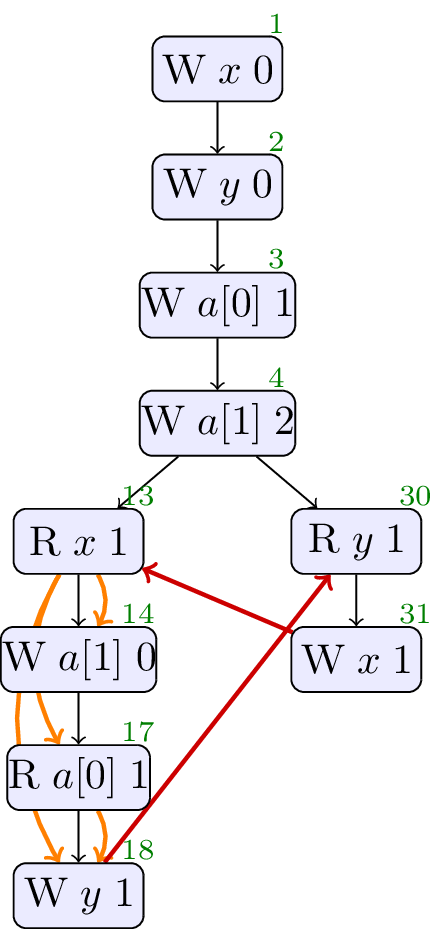 1
W x 0
2
W y 0
3
W a[0] 1
4
W a[1] 2
13
R x 1
30
R y 1
14
W a[1] 0
31
W x 1
17
R a[0] 1
18
W y 1